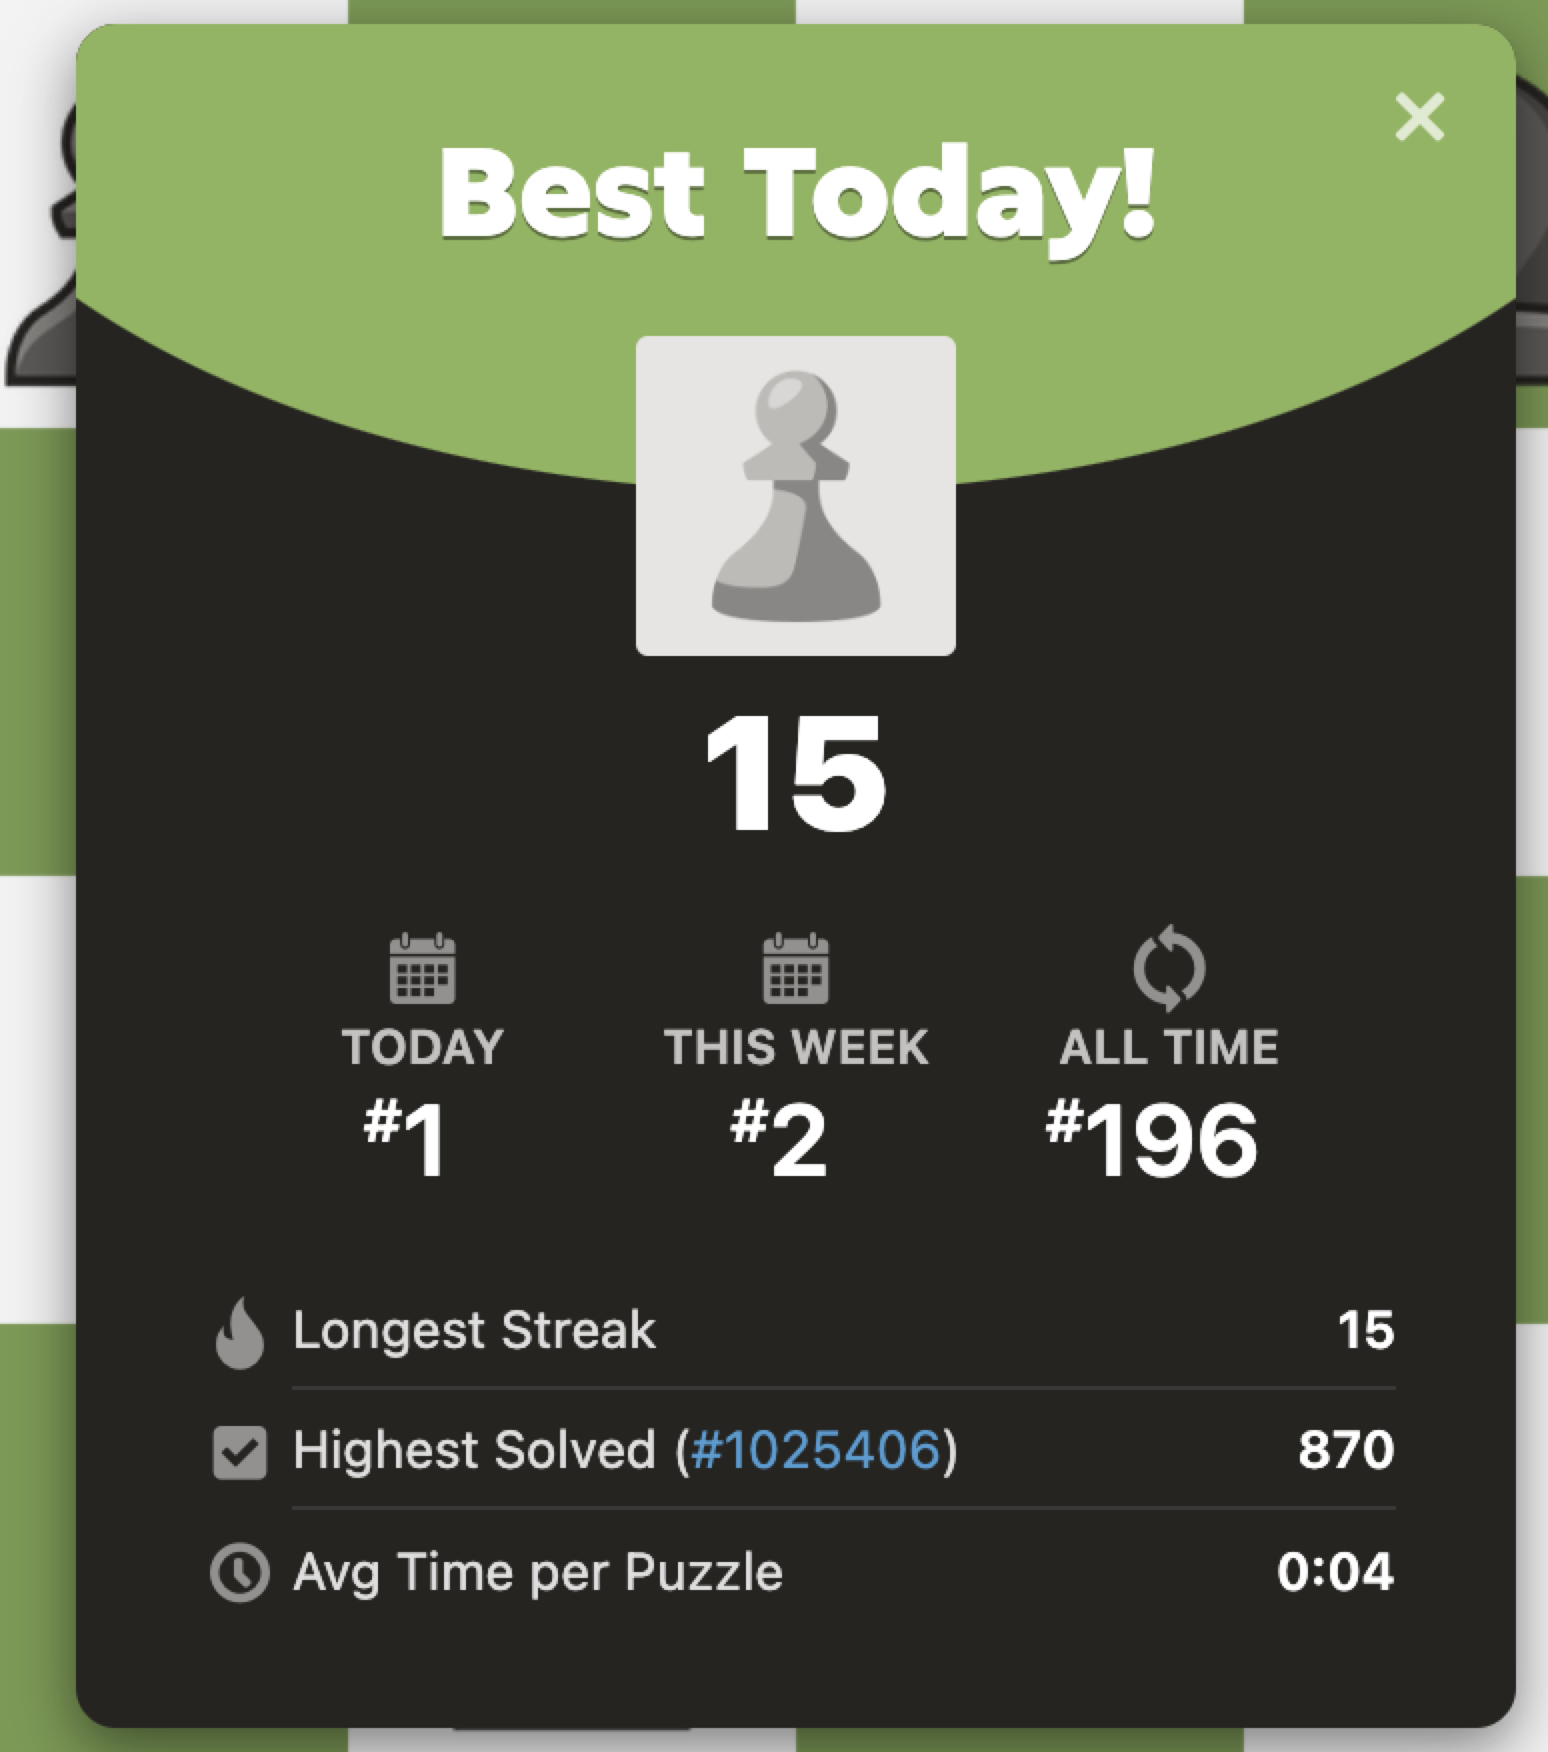 Best Today!
15
TODAY THIS WEEK ALL TIME
#1 #2 #196
Longest Streak 15
Highest Solved (#1025406) 870
Avg Time per Puzzle 0:04